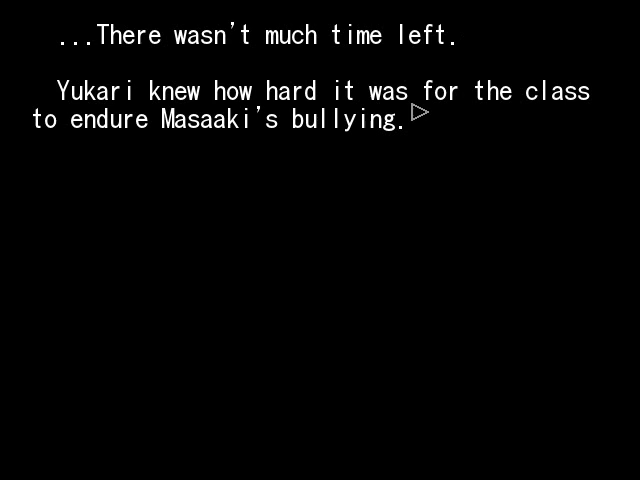 ...There wasn't much time left.
Yukari knew how hard it was for the class
to endure Masaaki's bullying.